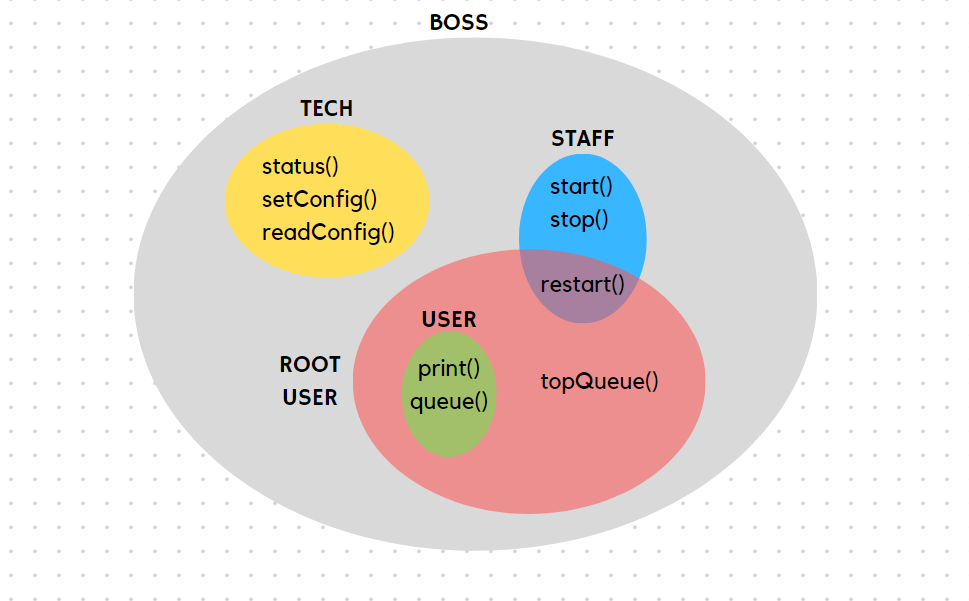 BOSS
TECH
status()
setConfig()
readConfig()
STAFF
start()
stop()
restart()
USER
print()
queue()
ROOT
USER
topQueue()